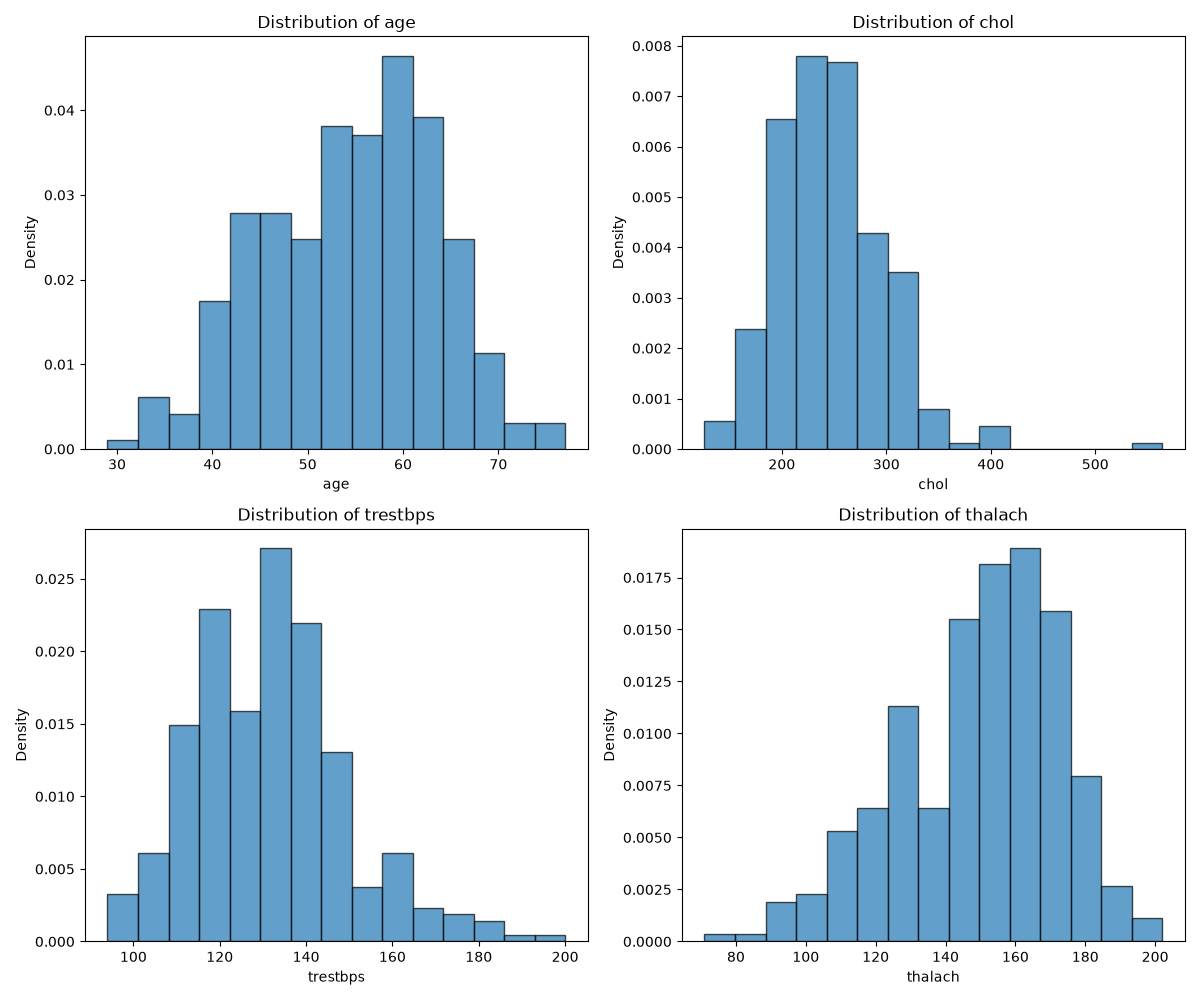 Distribution of age
Density
0.04
0.03
0.02
0.01
0.00
30 40 50 60 70
age
Distribution of chol
Density
0.008
0.007
0.006
0.005
0.004
0.003
0.002
0.001
0.000
200 300 400 500
chol
Distribution of trestbps
Density
0.025
0.020
0.015
0.010
0.005
0.000
100 120 140 160 180 200
trestbps
Distribution of thalach
Density
0.0175
0.0150
0.0125
0.0100
0.0075
0.0050
0.0025
0.0000
80 100 120 140 160 180 200
thalach